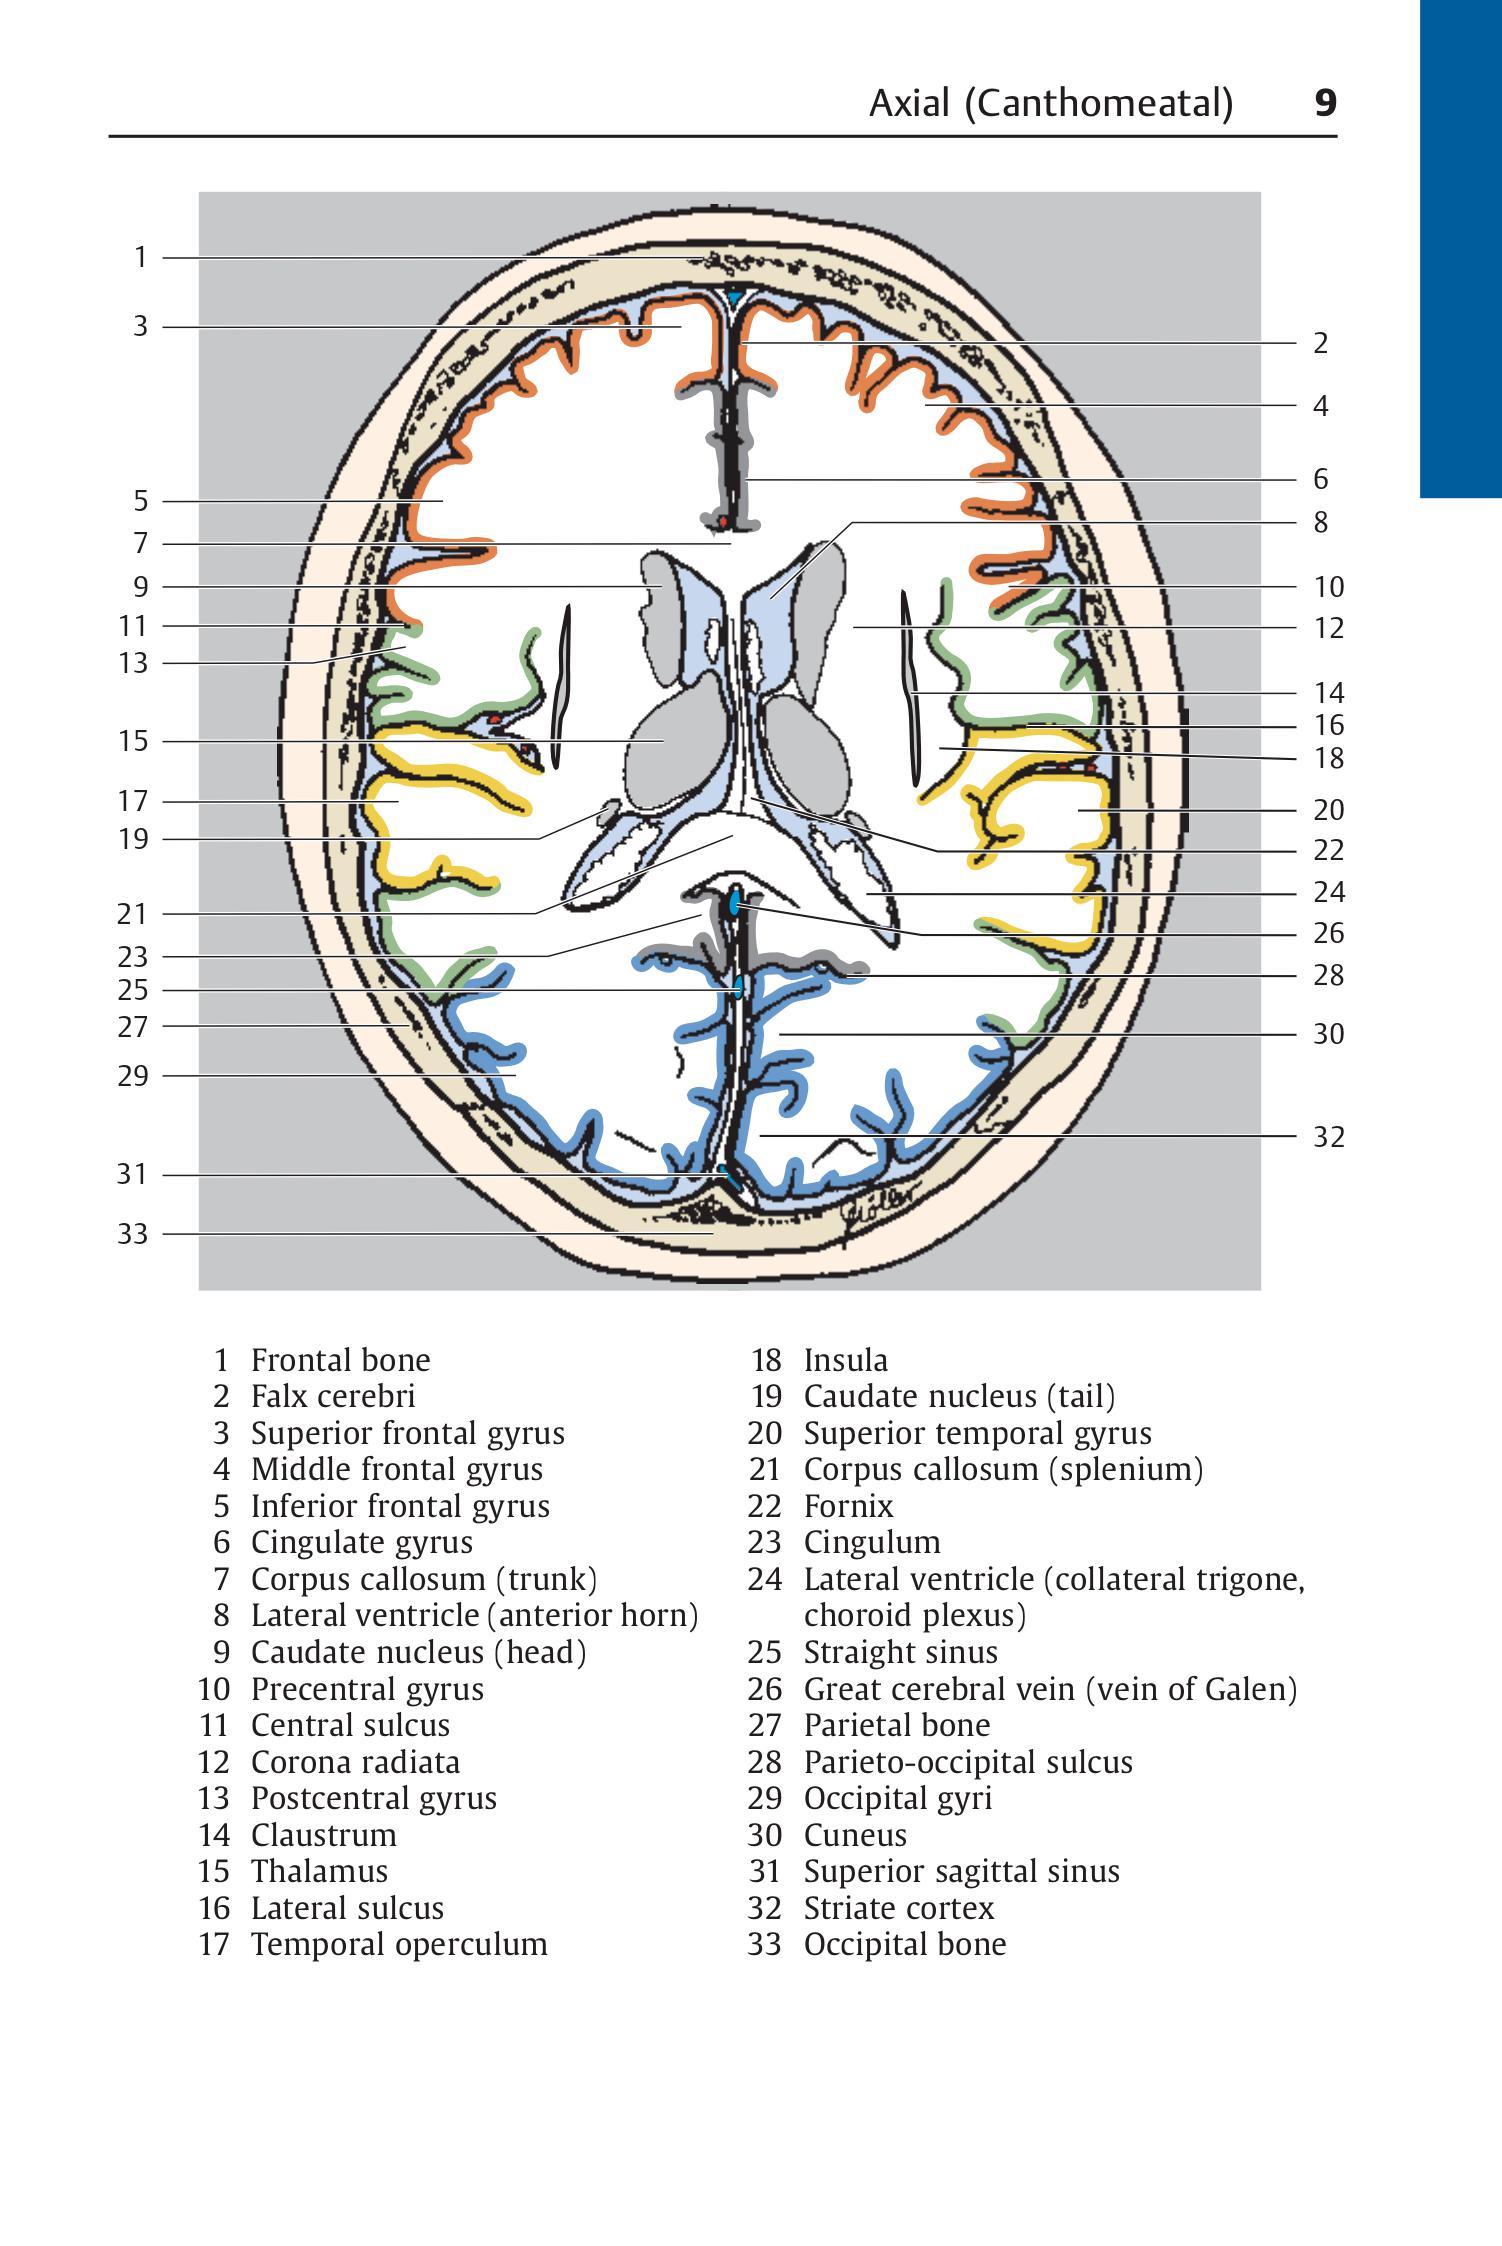 Axial (Canthomeatal) 9
1
3
2
4
5
6
7
8
9
10
11
12
13
14
15
16
18
17
20
19
22
21
24
23
26
25
28
27
30
29
32
31
33
1 Frontal bone
2 Falx cerebri
3 Superior frontal gyrus
4 Middle frontal gyrus
5 Inferior frontal gyrus
6 Cingulate gyrus
7 Corpus callosum (trunk)
8 Lateral ventricle (anterior horn)
9 Caudate nucleus (head)
10 Precentral gyrus
11 Central sulcus
12 Corona radiata
13 Postcentral gyrus
14 Claustrum
15 Thalamus
16 Lateral sulcus
17 Temporal operculum
18 Insula
19 Caudate nucleus (tail)
20 Superior temporal gyrus
21 Corpus callosum (splenium)
22 Fornix
23 Cingulum
24 Lateral ventricle (collateral trigone,
choroid plexus)
25 Straight sinus
26 Great cerebral vein (vein of Galen)
27 Parietal bone
28 Parieto-occipital sulcus
29 Occipital gyri
30 Cuneus
31 Superior sagittal sinus
32 Striate cortex
33 Occipital bone